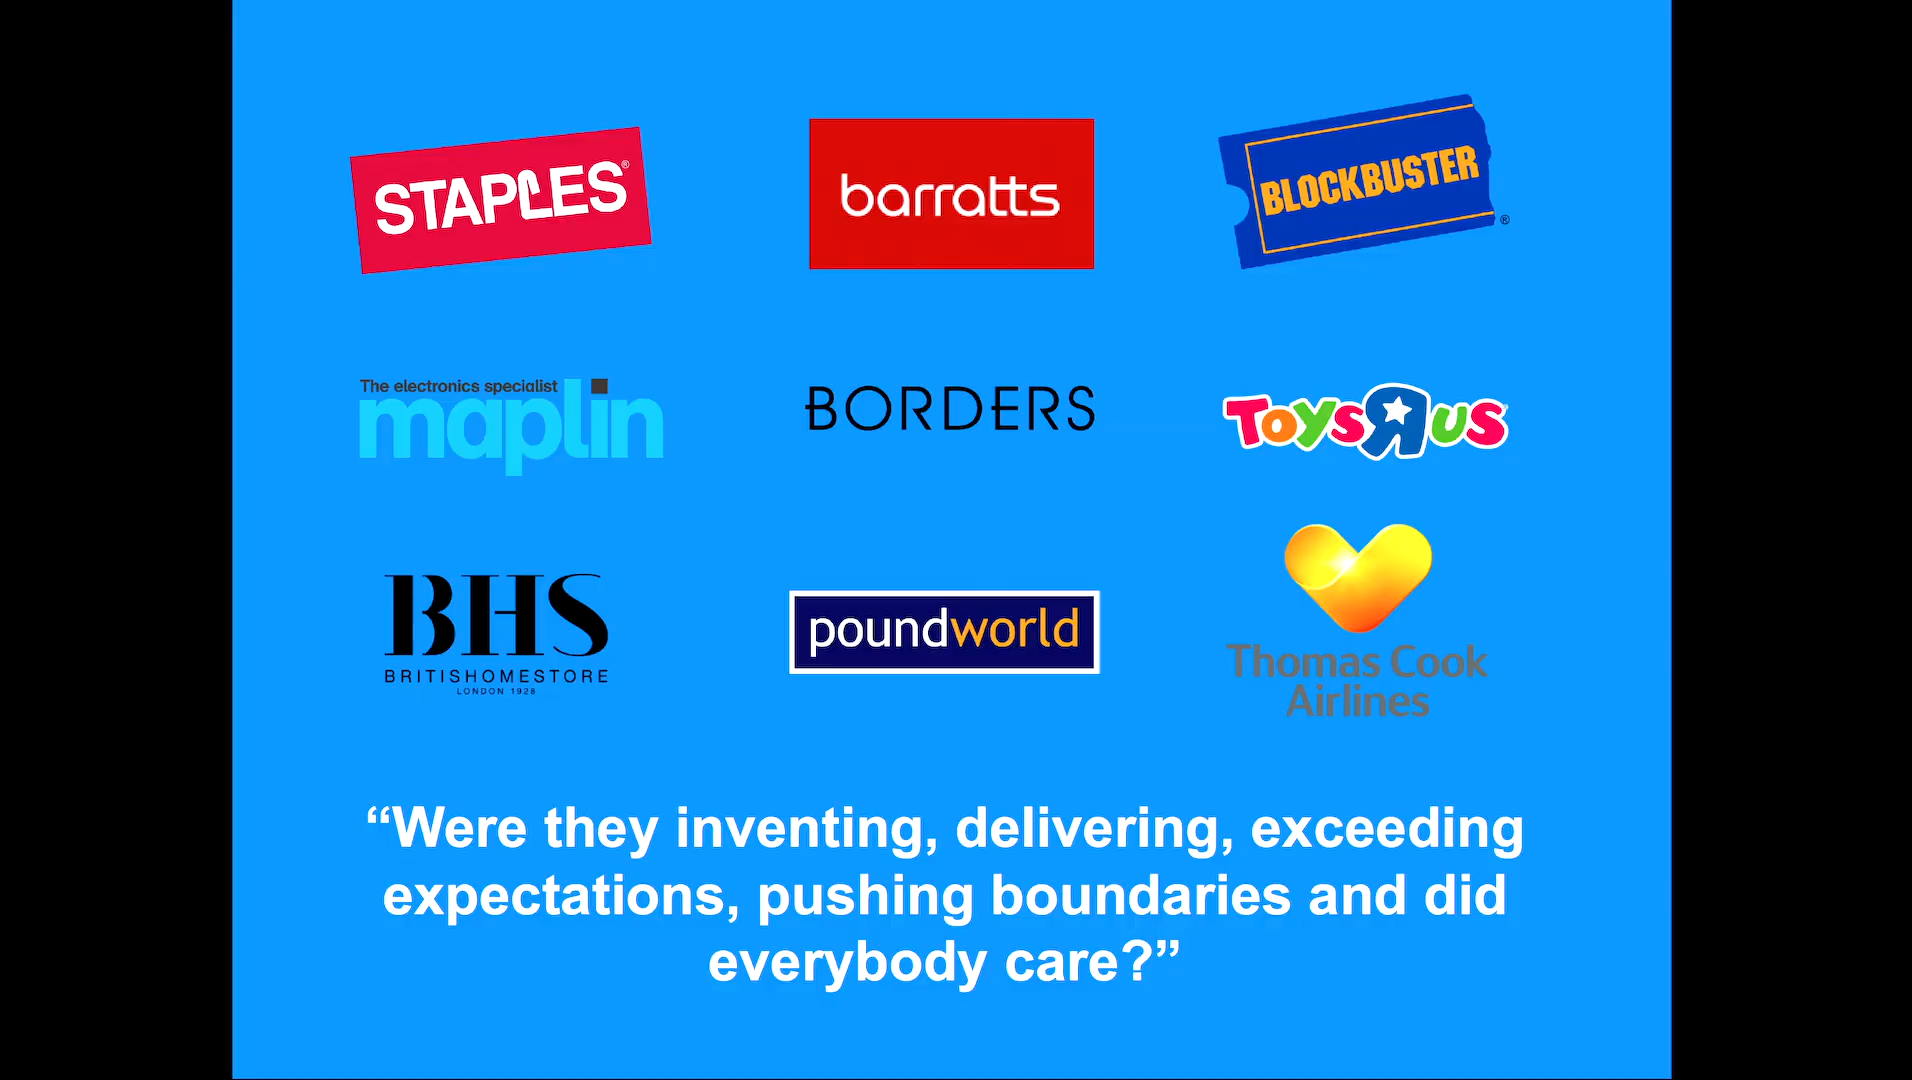 STAPLES®
barratts
BLOCKBUSTER®
The electronics specialist
maplin
BORDERS
TOYSRUS
BHS
BRITISHOMESTORE
LONDON 1928
poundworld
Thomas Cook
Airlines
“Were they inventing, delivering, exceeding
expectations, pushing boundaries and did
everybody care?”